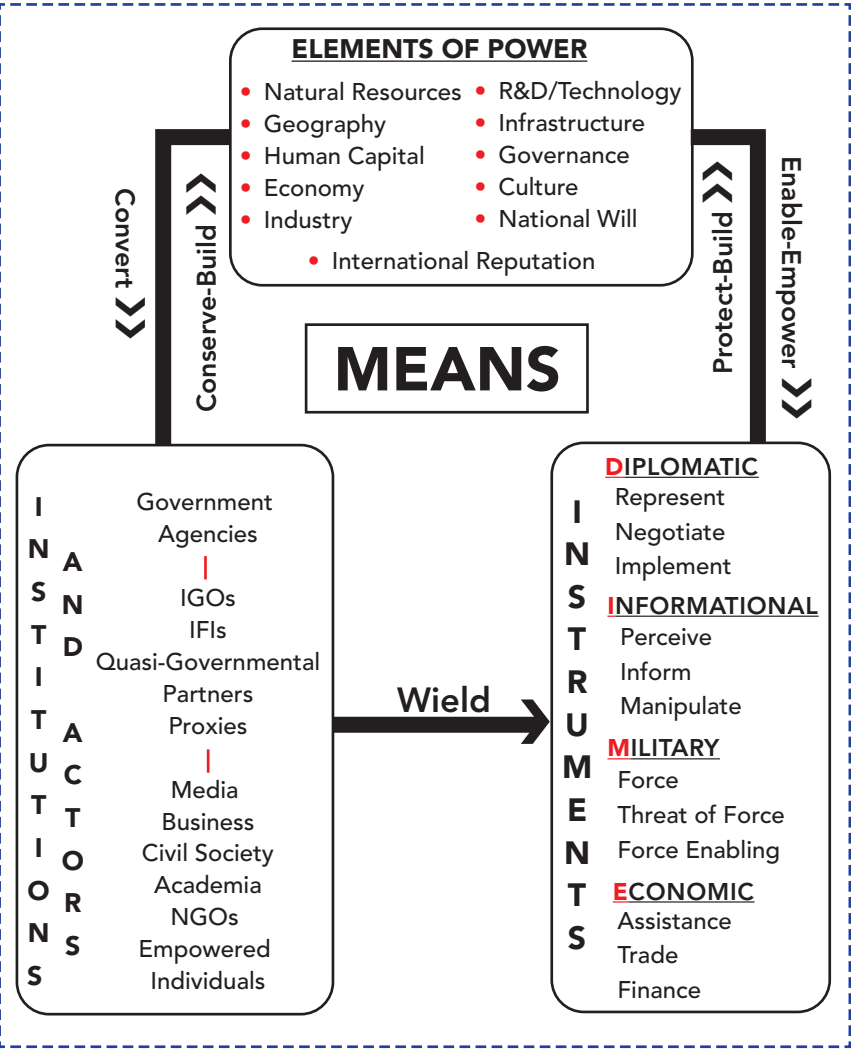 ELEMENTS OF POWER
• Natural Resources
• Geography
• Human Capital
• Economy
• Industry
• R&D/Technology
• Infrastructure
• Governance
• Culture
• National Will
• International Reputation
Convert
Conserve-Build
Protect-Build
Enable-Empower
MEANS
INSTITUTIONS
AND ACTORS
Government
Agencies
IGOs
IFIs
Quasi-Governmental
Partners
Proxies
Media
Business
Civil Society
Academia
NGOs
Empowered
Individuals
Wield
INSTRUMENTS
DIPLOMATIC
Represent
Negotiate
Implement
INFORMATIONAL
Perceive
Inform
Manipulate
MILITARY
Force
Threat of Force
Force Enabling
ECONOMIC
Assistance
Trade
Finance